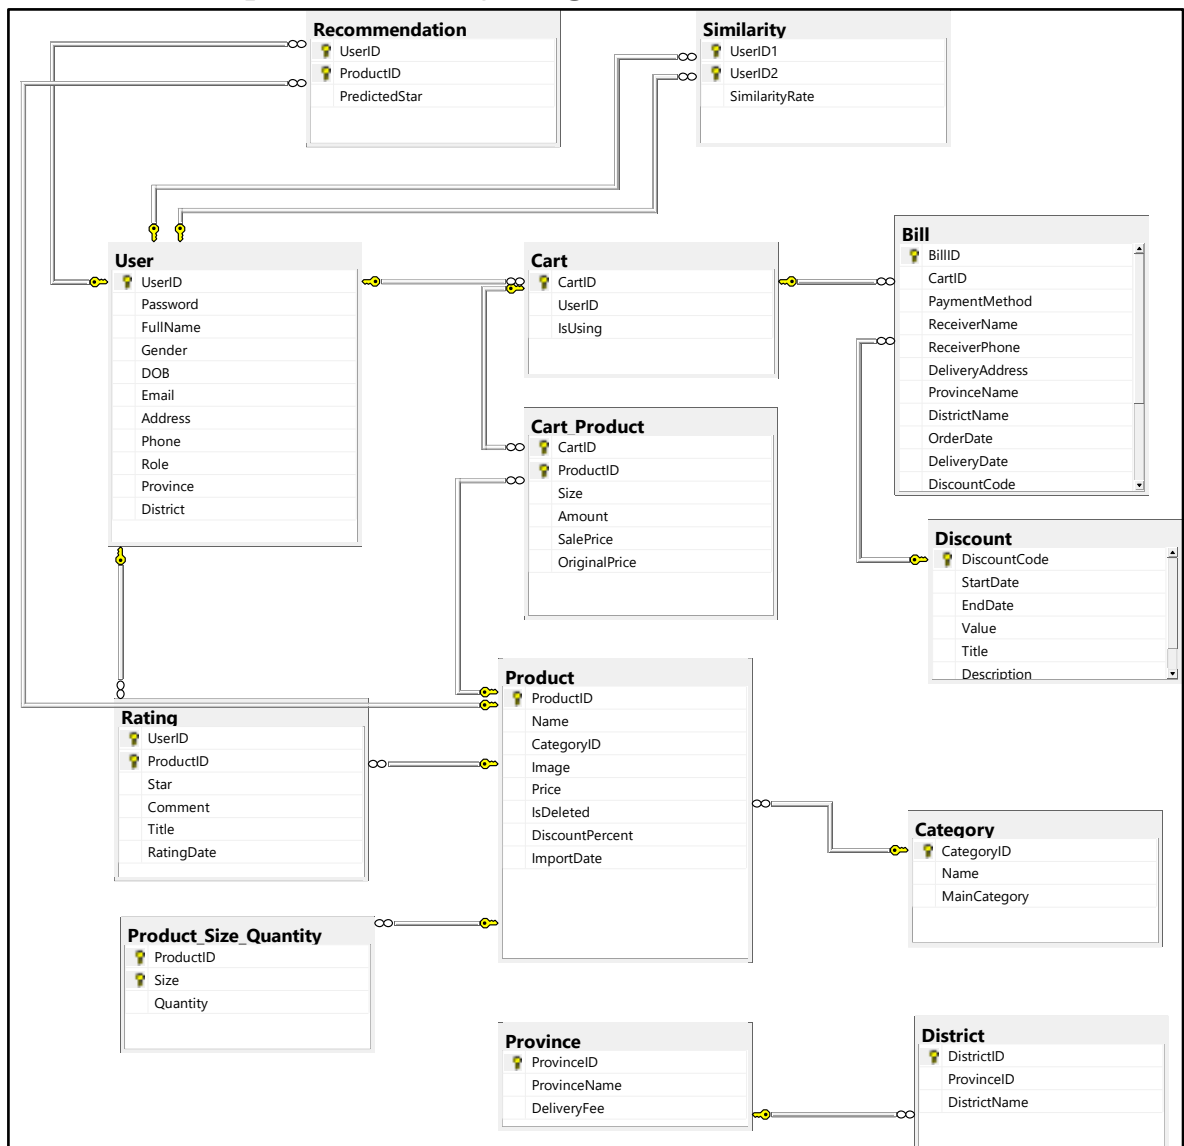 Recommendation
UserID
ProductID
PredictedStar
Similarity
UserID1
UserID2
SimilarityRate
User
UserID
Password
FullName
Gender
DOB
Email
Address
Phone
Role
Province
District
Cart
CartID
UserID
IsUsing
Bill
BillID
CartID
PaymentMethod
ReceiverName
ReceiverPhone
DeliveryAddress
ProvinceName
DistrictName
OrderDate
DeliveryDate
DiscountCode
Cart_Product
CartID
ProductID
Size
Amount
SalePrice
OriginalPrice
Discount
DiscountCode
StartDate
EndDate
Value
Title
Description
Product
ProductID
Name
CategoryID
Image
Price
IsDeleted
DiscountPercent
ImportDate
Rating
UserID
ProductID
Star
Comment
Title
RatingDate
Category
CategoryID
Name
MainCategory
Product_Size_Quantity
ProductID
Size
Quantity
Province
ProvinceID
ProvinceName
DeliveryFee
District
DistrictID
ProvinceID
DistrictName